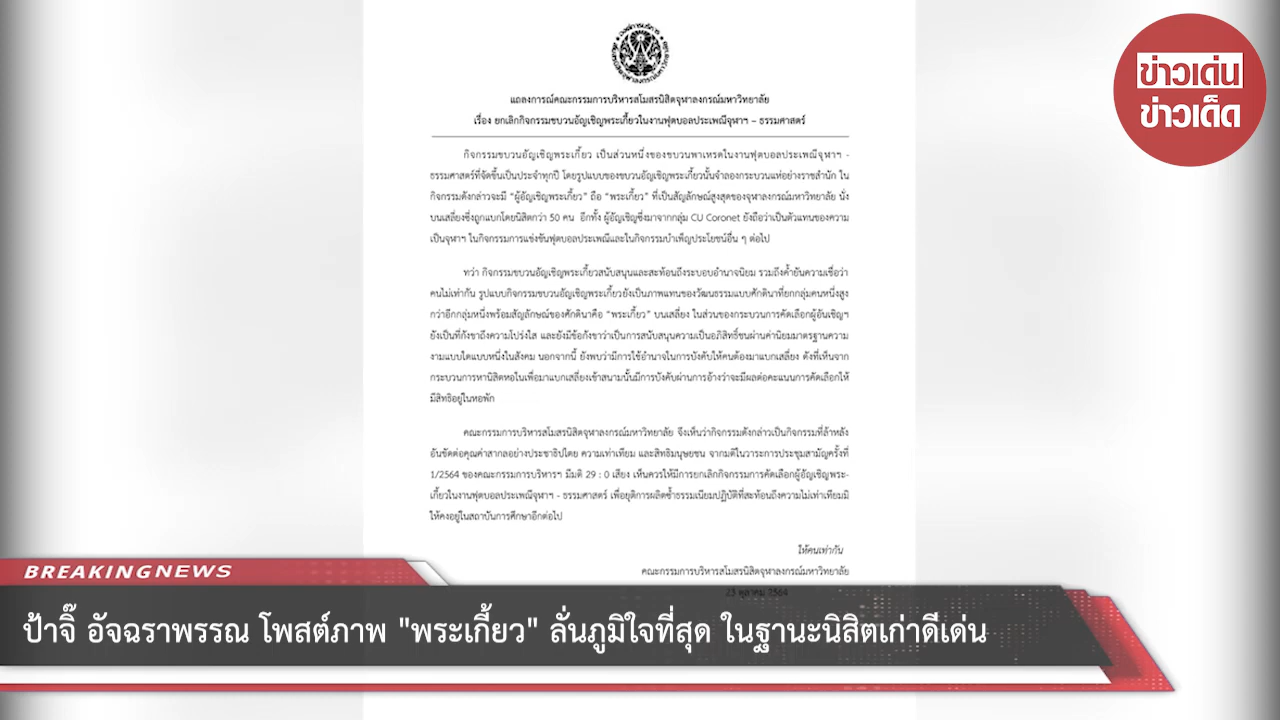 แถลงการณ์คณะกรรมการบริหารสโมสรนิสิตจุฬาลงกรณ์มหาวิทยาลัย
เรื่อง ยกเลิกกิจกรรมขบวนอัญเชิญพระเกี้ยวในงานฟุตบอลประเพณีจุฬาฯ – ธรรมศาสตร์
กิจกรรมขบวนอัญเชิญพระเกี้ยว เป็นส่วนหนึ่งของขบวนพาเหรดในงานฟุตบอลประเพณีจุฬาฯ -
ธรรมศาสตร์ที่จัดขึ้นเป็นประจำทุกปี โดยรูปแบบของขบวนอัญเชิญพระเกี้ยวนั้นจำลองกระบวนแห่อย่างราชสำนัก ใน
กิจกรรมดังกล่าวจะมี “ผู้อัญเชิญพระเกี้ยว” ถือ “พระเกี้ยว” ที่เป็นสัญลักษณ์สูงสุดของจุฬาลงกรณ์มหาวิทยาลัย นั่ง
บนเสลี่ยงซึ่งถูกแบกโดยนิสิตกว่า 50 คน อีกทั้ง ผู้อัญเชิญซึ่งมาจากกลุ่ม CU Coronet ยังถือว่าเป็นตัวแทนของความ
เป็นจุฬาฯ ในกิจกรรมการแข่งขันฟุตบอลประเพณีและในกิจกรรมบำเพ็ญประโยชน์อื่น ๆ ต่อไป
ทว่า กิจกรรมขบวนอัญเชิญพระเกี้ยวสนับสนุนและสะท้อนถึงระบอบอำนาจนิยม รวมถึงค้ำยันความเชื่อว่า
คนไม่เท่ากัน รูปแบบกิจกรรมขบวนอัญเชิญพระเกี้ยวยังเป็นภาพแทนของวัฒนธรรมแบบศักดินาที่ยกกลุ่มคนหนึ่งสูง
กว่าอีกกลุ่มหนึ่งพร้อมสัญลักษณ์ของศักดินาคือ “พระเกี้ยว” บนเสลี่ยง ในส่วนของกระบวนการคัดเลือกผู้อันเชิญฯ
ยังเป็นที่กังขาถึงความโปร่งใส และยังมีข้อกังขาว่าเป็นการสนับสนุนความเป็นอภิสิทธิ์ชนผ่านค่านิยมมาตรฐานความ
งามแบบใดแบบหนึ่งในสังคม นอกจากนี้ ยังพบว่ามีการใช้อำนาจในการบังคับให้คนต้องมาแบกเสลี่ยง ดังที่เห็นจาก
กระบวนการหานิสิตหอในเพื่อมาแบกเสลี่ยงเข้าสนามนั้นมีการบังคับผ่านการอ้างว่าจะมีผลต่อคะแนนการคัดเลือกให้
มีสิทธิอยู่ในหอพัก
คณะกรรมการบริหารสโมสรนิสิตจุฬาลงกรณ์มหาวิทยาลัย จึงเห็นว่ากิจกรรมดังกล่าวเป็นกิจกรรมที่ล้าหลัง
อันขัดต่อคุณค่าสากลอย่างประชาธิปไตย ความเท่าเทียม และสิทธิมนุษยชน จากมติในวาระการประชุมสามัญครั้งที่
1/2564 ของคณะกรรมการบริหารฯ มีมติ 29 : 0 เสียง เห็นควรให้มีการยกเลิกกิจกรรมการคัดเลือกผู้อัญเชิญพระ-
เกี้ยวในงานฟุตบอลประเพณีจุฬาฯ - ธรรมศาสตร์ เพื่อยุติการผลิตซ้ำธรรมเนียมปฏิบัติที่สะท้อนถึงความไม่เท่าเทียมมิ
ให้คงอยู่ในสถาบันการศึกษาอีกต่อไป
ให้คนเท่ากัน
คณะกรรมการบริหารสโมสรนิสิตจุฬาลงกรณ์มหาวิทยาลัย
23 ตุลาคม 2564
ข่าวเด่น
ข่าวเด็ด
BREAKINGNEWS
ป้าจิ๊ อัจฉราพรรณ โพสต์ภาพ "พระเกี้ยว" ลั่นภูมิใจที่สุด ในฐานะนิสิตเก่าดีเด่น